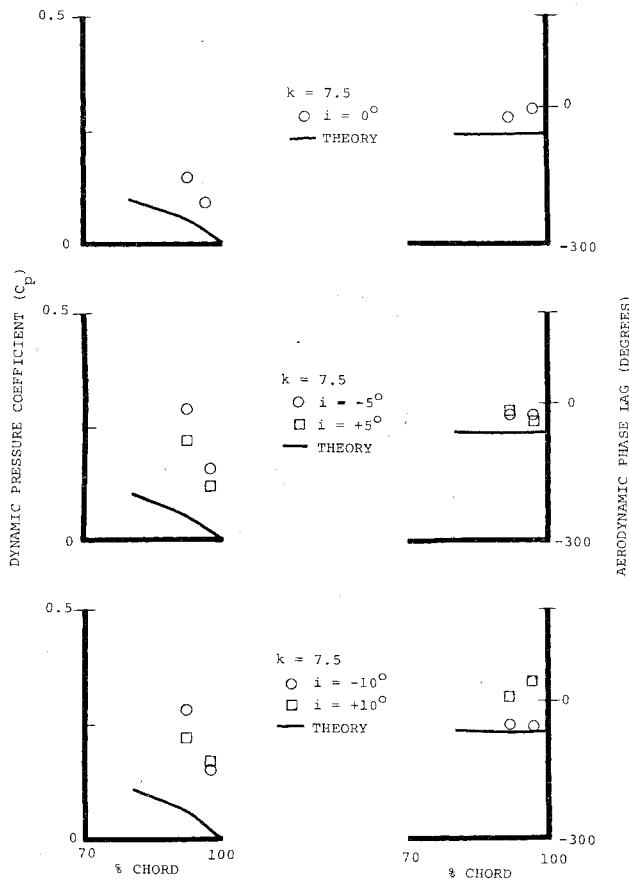 0.5
k = 7.5
i = 0°
THEORY
0
0
-300
0.5
k = 7.5
i = -5°
i = +5°
THEORY
0
0
-300
DYNAMIC PRESSURE COEFFICIENT (Cp)
AERODYNAMIC PHASE LAG (DEGREES)
0.5
k = 7.5
i = -10°
i = +10°
THEORY
0
0
-300
70
100
% CHORD
70
100
% CHORD